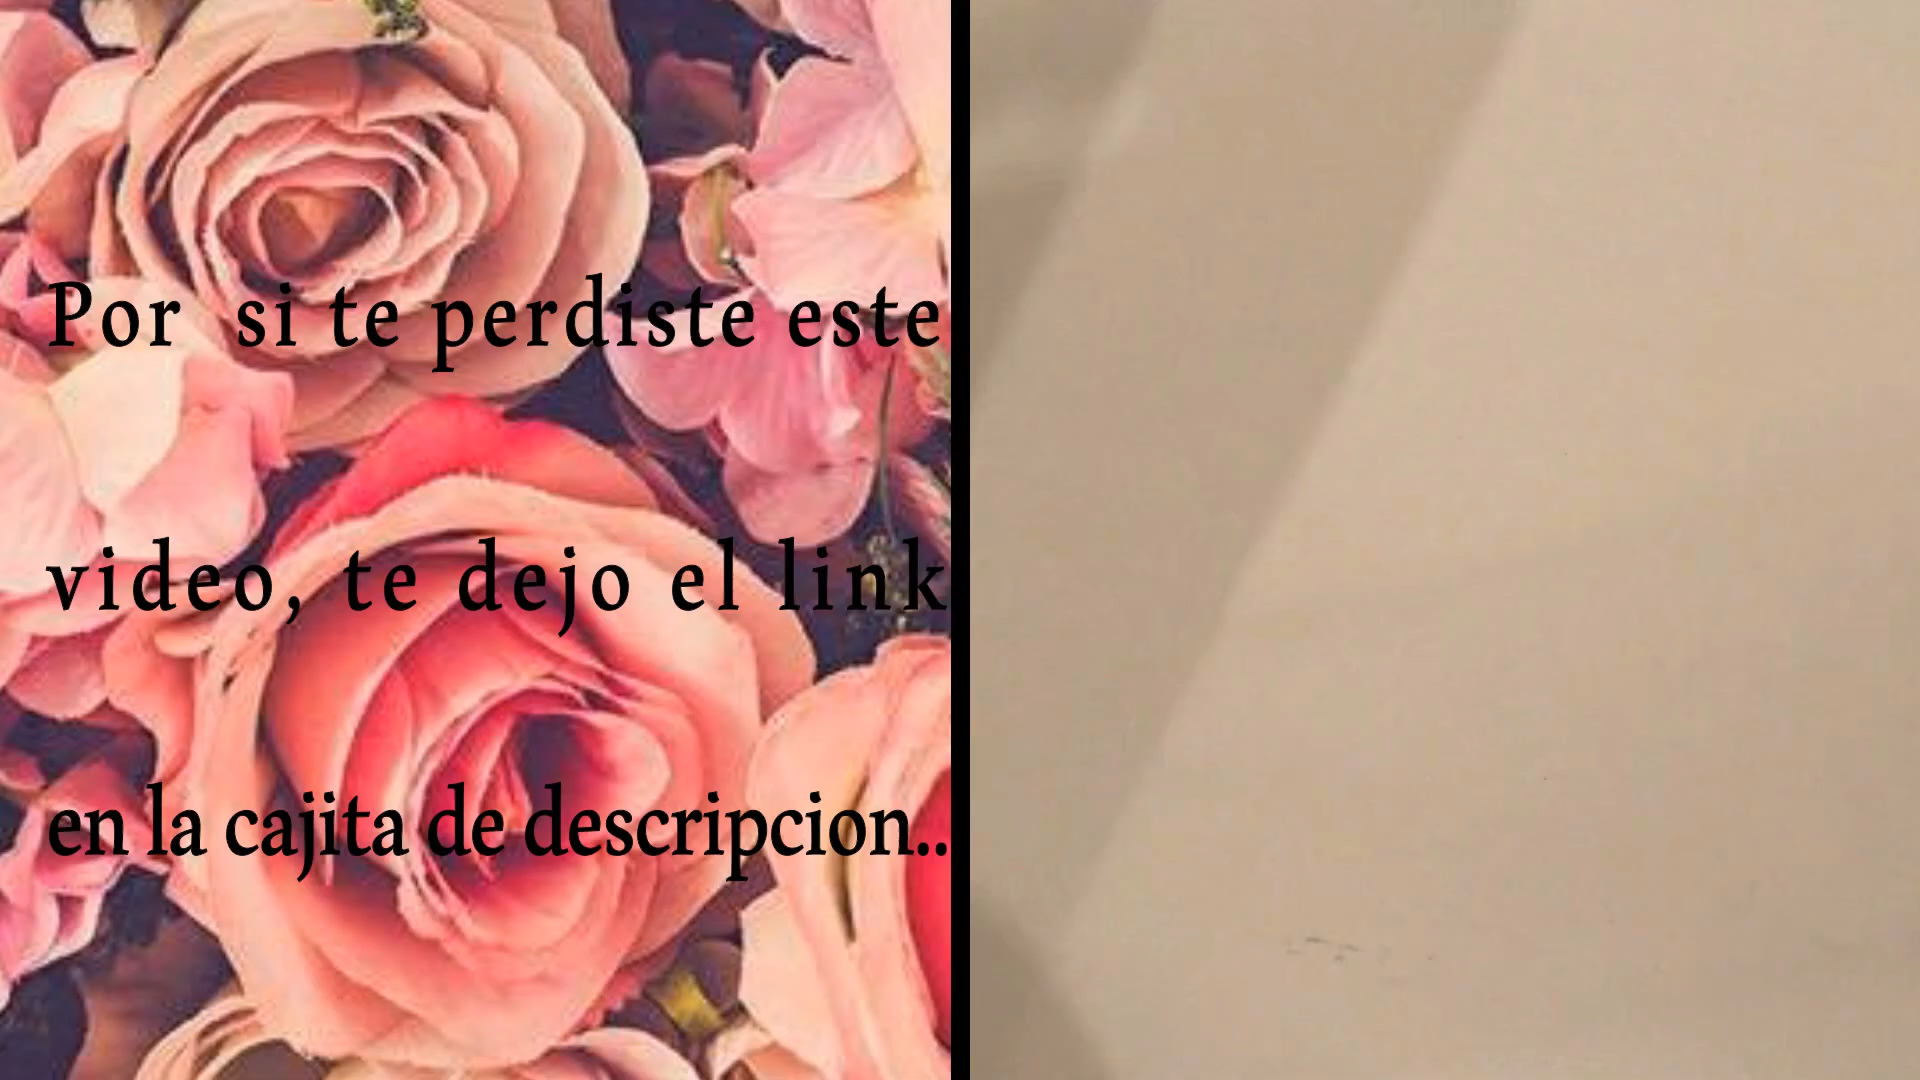 Por si te perdiste este
video, te dejo el link
en la cajita de descripcion..